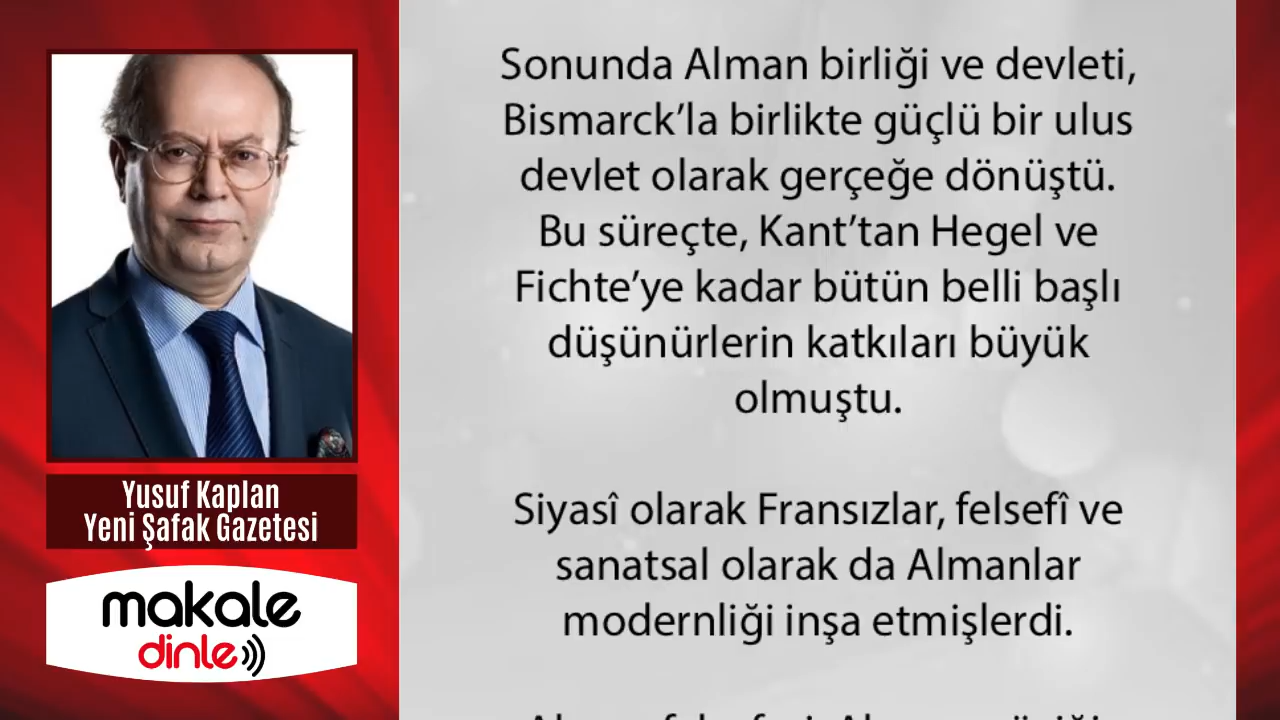 Yusuf Kaplan
Yeni Şafak Gazetesi
makale
dinle
Sonunda Alman birliği ve devleti,
Bismarck’la birlikte güçlü bir ulus
devlet olarak gerçeğe dönüştü.
Bu süreçte, Kant’tan Hegel ve
Fichte’ye kadar bütün belli başlı
düşünürlerin katkıları büyük
olmuştu.
Siyasî olarak Fransızlar, felsefî ve
sanatsal olarak da Almanlar
modernliği inşa etmişlerdi.